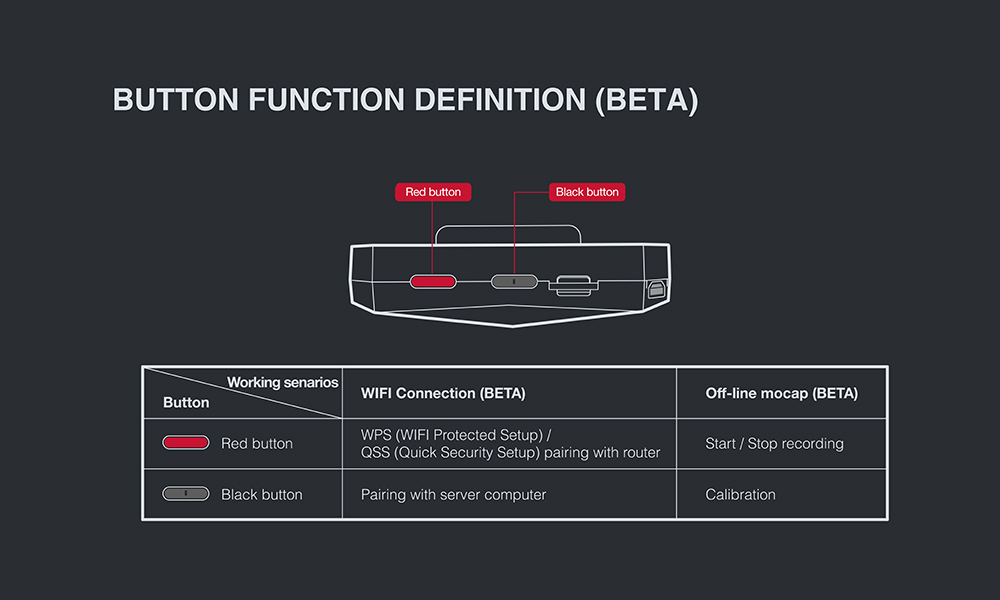 BUTTON FUNCTION DEFINITION (BETA)
Red button
Black button
Working senarios
Button
WIFI Connection (BETA)
Off-line mocap (BETA)
Red button
WPS (WIFI Protected Setup) /
QSS (Quick Security Setup) pairing with router
Start / Stop recording
Black button
Pairing with server computer
Calibration